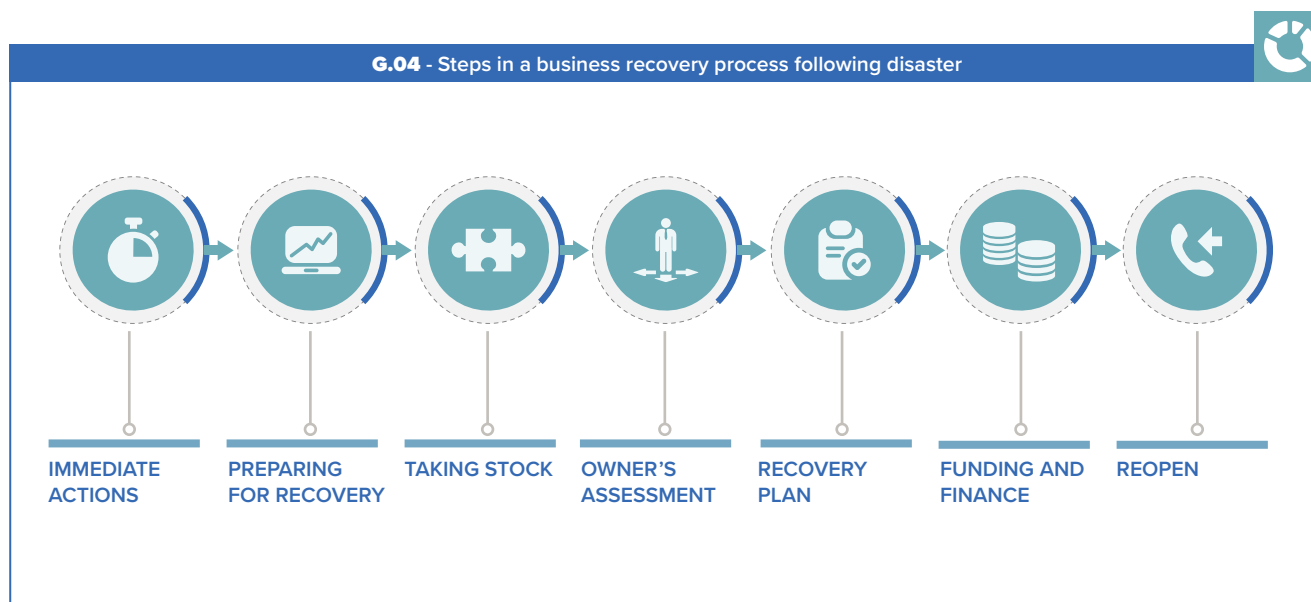 G.04 - Steps in a business recovery process following disaster
IMMEDIATE
ACTIONS
PREPARING
FOR RECOVERY
TAKING STOCK
OWNER’S
ASSESSMENT
RECOVERY
PLAN
FUNDING AND
FINANCE
REOPEN